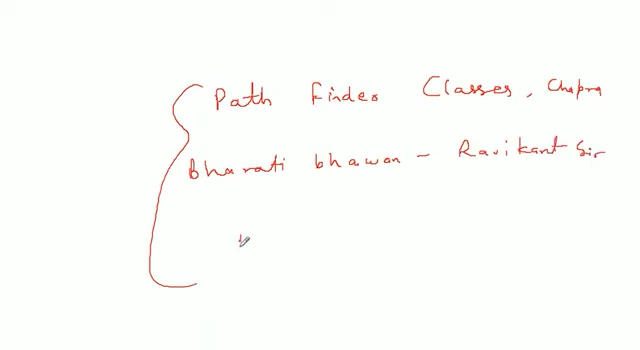 Path Finder Classes, Chapra
Bharati bhawan - Ravikant Sir